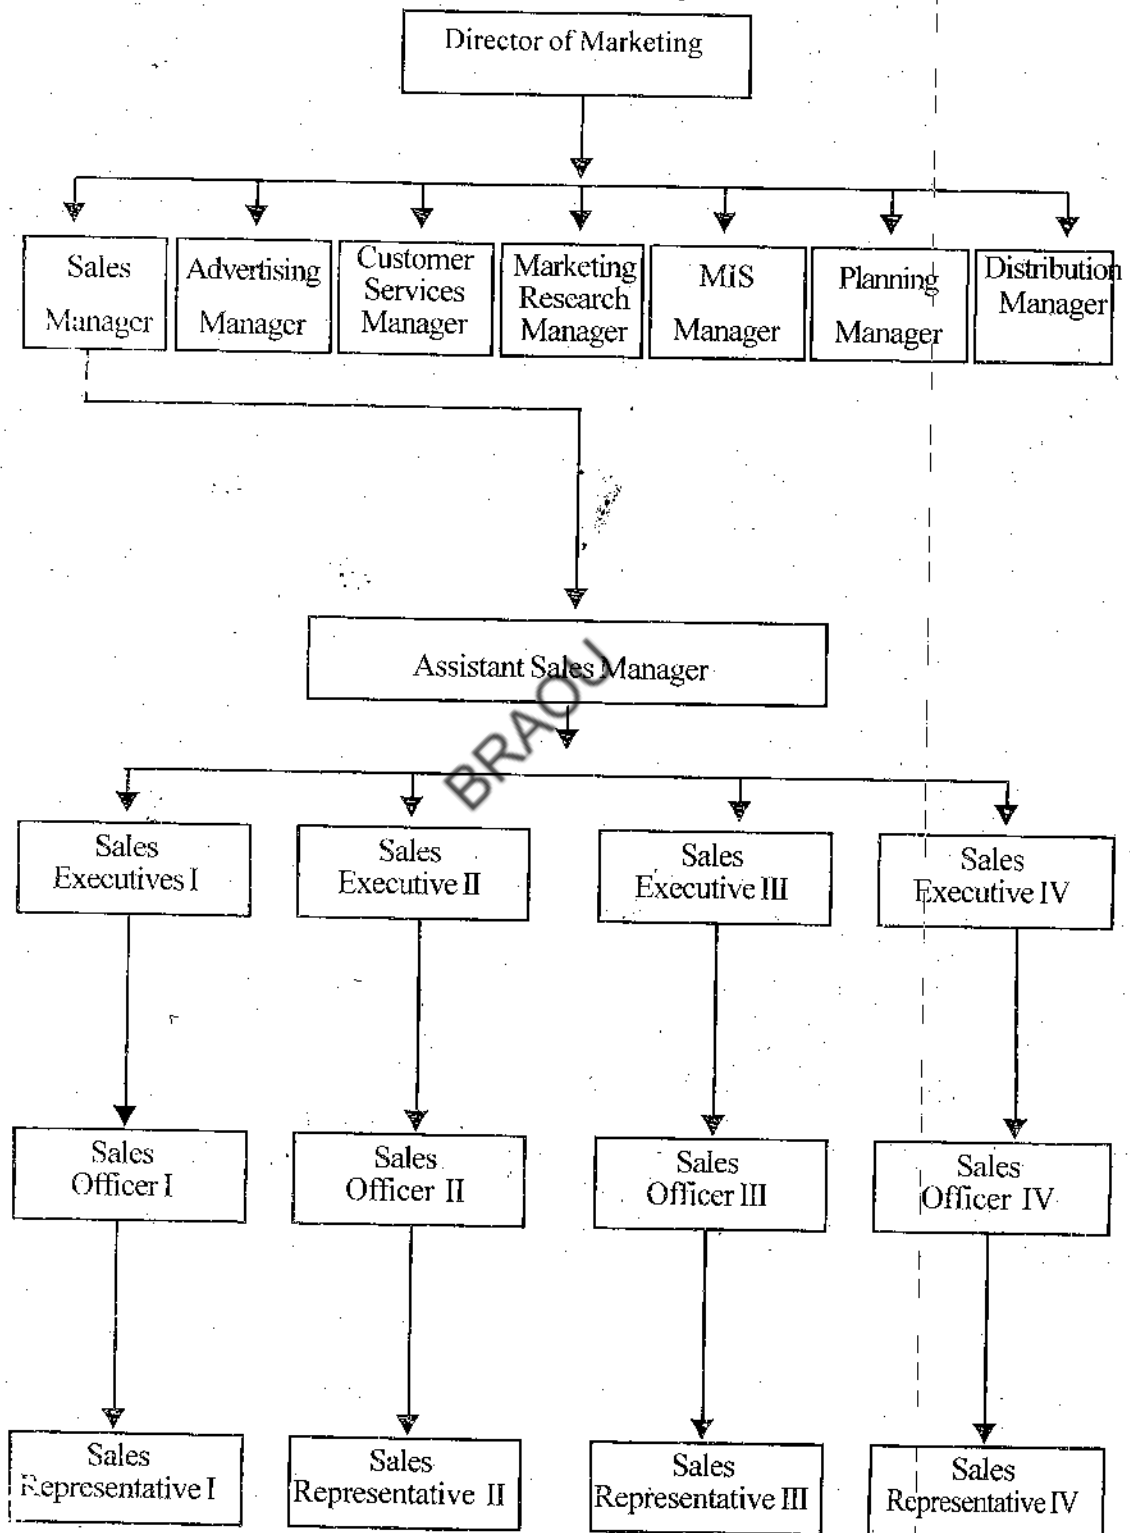 Director of Marketing
Sales
Manager
Advertising
Manager
Customer
Services
Manager
Marketing
Research
Manager
MIS
Manager
Planning
Manager
Distribution
Manager
Assistant Sales Manager
BRAOU
Sales
Executives I
Sales
Executive II
Sales
Executive III
Sales
Executive IV
Sales
Officer I
Sales
Officer II
Sales
Officer III
Sales
Officer IV
Sales
Representative I
Sales
Representative II
Sales
Representative III
Sales
Representative IV